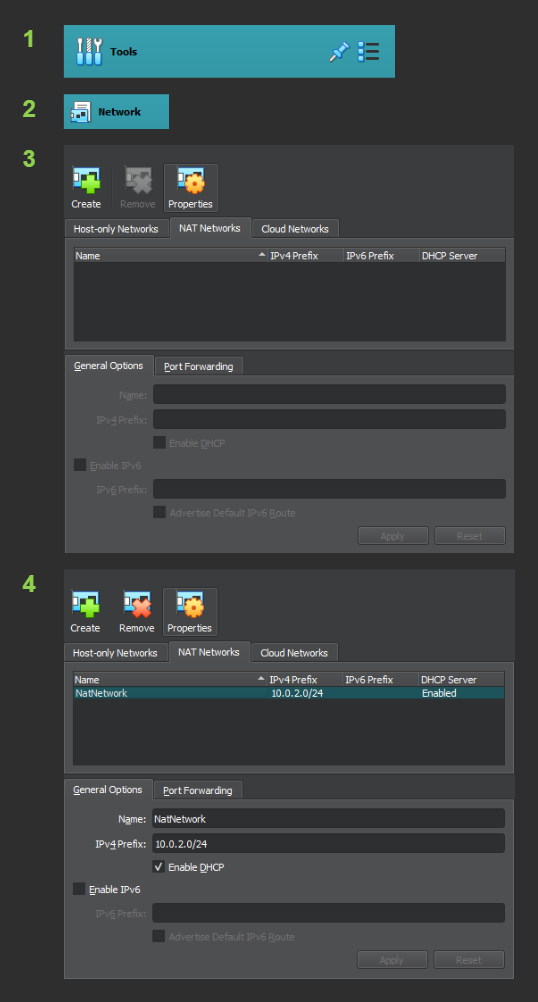 1
Tools
2
Network
3
Create Remove Properties
Host-only Networks NAT Networks Cloud Networks
Name IPv4 Prefix IPv6 Prefix DHCP Server
General Options Port Forwarding
Name:
IPv4 Prefix:
Enable DHCP
Enable IPv6
IPv6 Prefix:
Advertise Default IPv6 Route
Apply Reset
4
Create Remove Properties
Host-only Networks NAT Networks Cloud Networks
Name IPv4 Prefix IPv6 Prefix DHCP Server
NatNetwork 10.0.2.0/24 Enabled
General Options Port Forwarding
Name: NatNetwork
IPv4 Prefix: 10.0.2.0/24
Enable DHCP
Enable IPv6
IPv6 Prefix:
Advertise Default IPv6 Route
Apply Reset